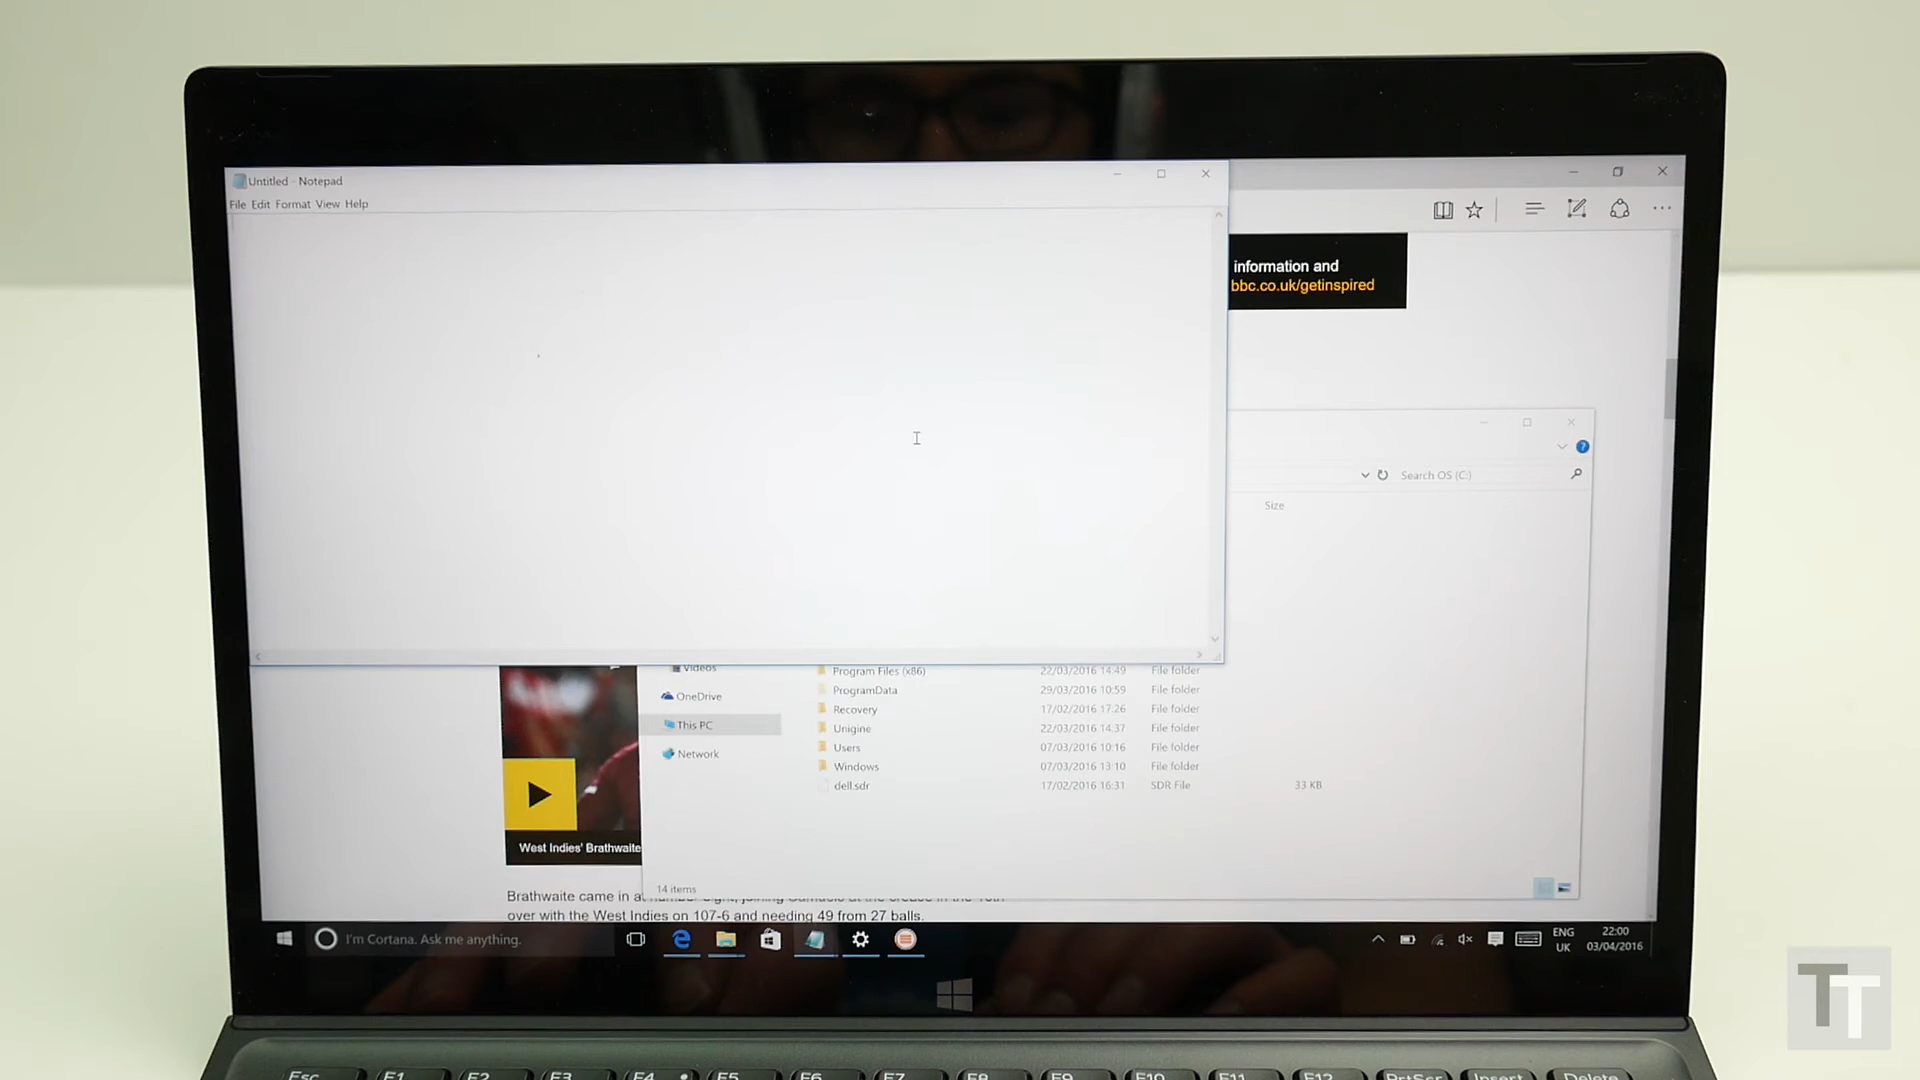 Untitled - Notepad
File Edit Format View Help
information and
bbc.co.uk/getinspired
Search OS (C:)
Size
Videos
OneDrive
This PC
Network
Program Files (x86) 22/03/2016 14:49 File folder
ProgramData 29/03/2016 10:59 File folder
Recovery 17/02/2016 17:26 File folder
Unigine 22/03/2016 14:37 File folder
Users 07/03/2016 10:16 File folder
Windows 07/03/2016 13:10 File folder
dell.sdr 17/02/2016 16:31 SDR File 33 KB
14 items
West Indies' Brathwaite
Brathwaite came in at
over with the West Indies on 107-6 and needing 49 from 27 balls.
I'm Cortana. Ask me anything.
ENG
UK
22:00
03/04/2016
Esc F1 F2 F3 F4 F5 F6 F7 F8 F9 F10 F11 F12 PrtScr Insert Delete
TT